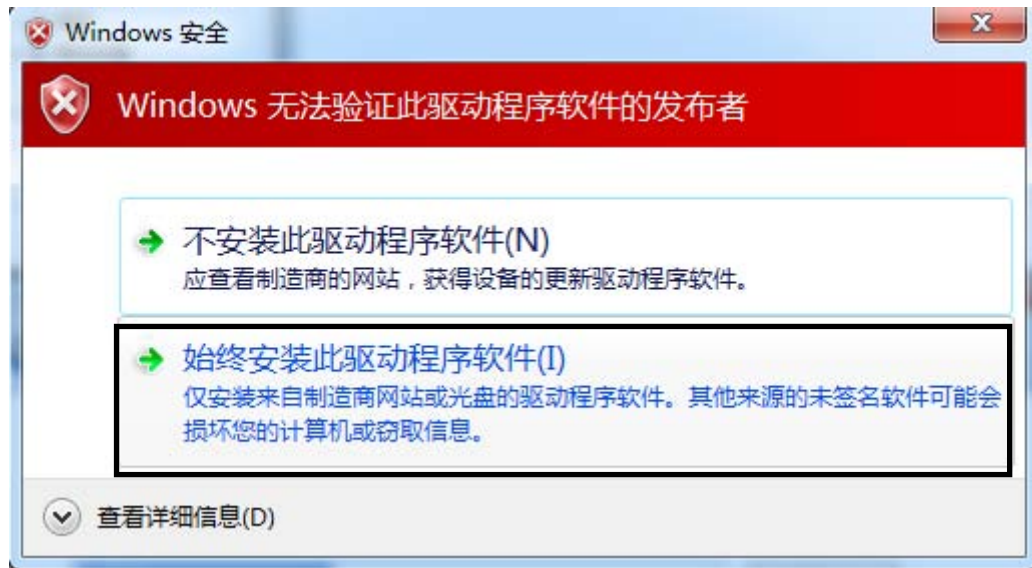 Windows 安全
Windows 无法验证此驱动程序软件的发布者
不安装此驱动程序软件(N)
应查看制造商的网站，获得设备的更新驱动程序软件。
始终安装此驱动程序软件(I)
仅安装来自制造商网站或光盘的驱动程序软件。其他来源的未签名软件可能会
损坏您的计算机或窃取信息。
查看详细信息(D)